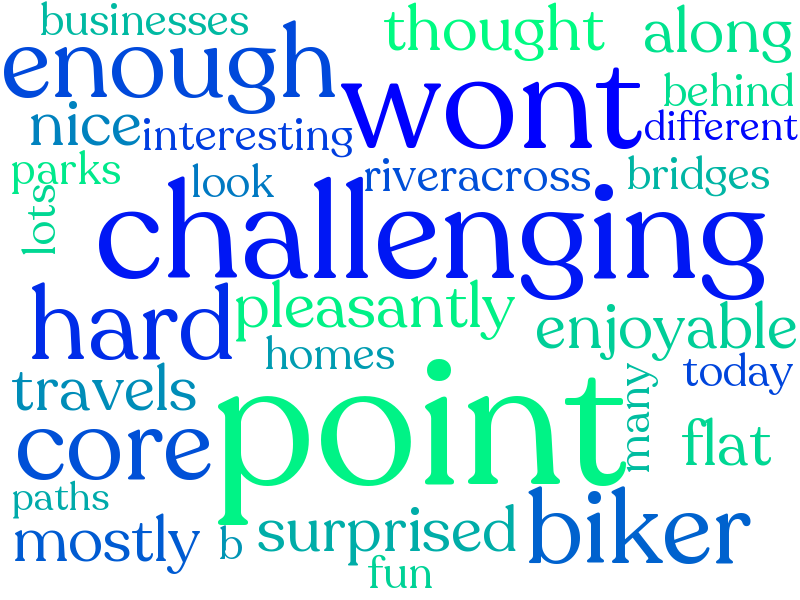 businesses
thought
along
enough
wont
behind
nice
interesting
different
parks
look
riveracross
bridges
lots
challenging
hard
pleasantly
enjoyable
homes
today
travels
point
many
core
flat
paths
mostly
b
surprised
biker
fun